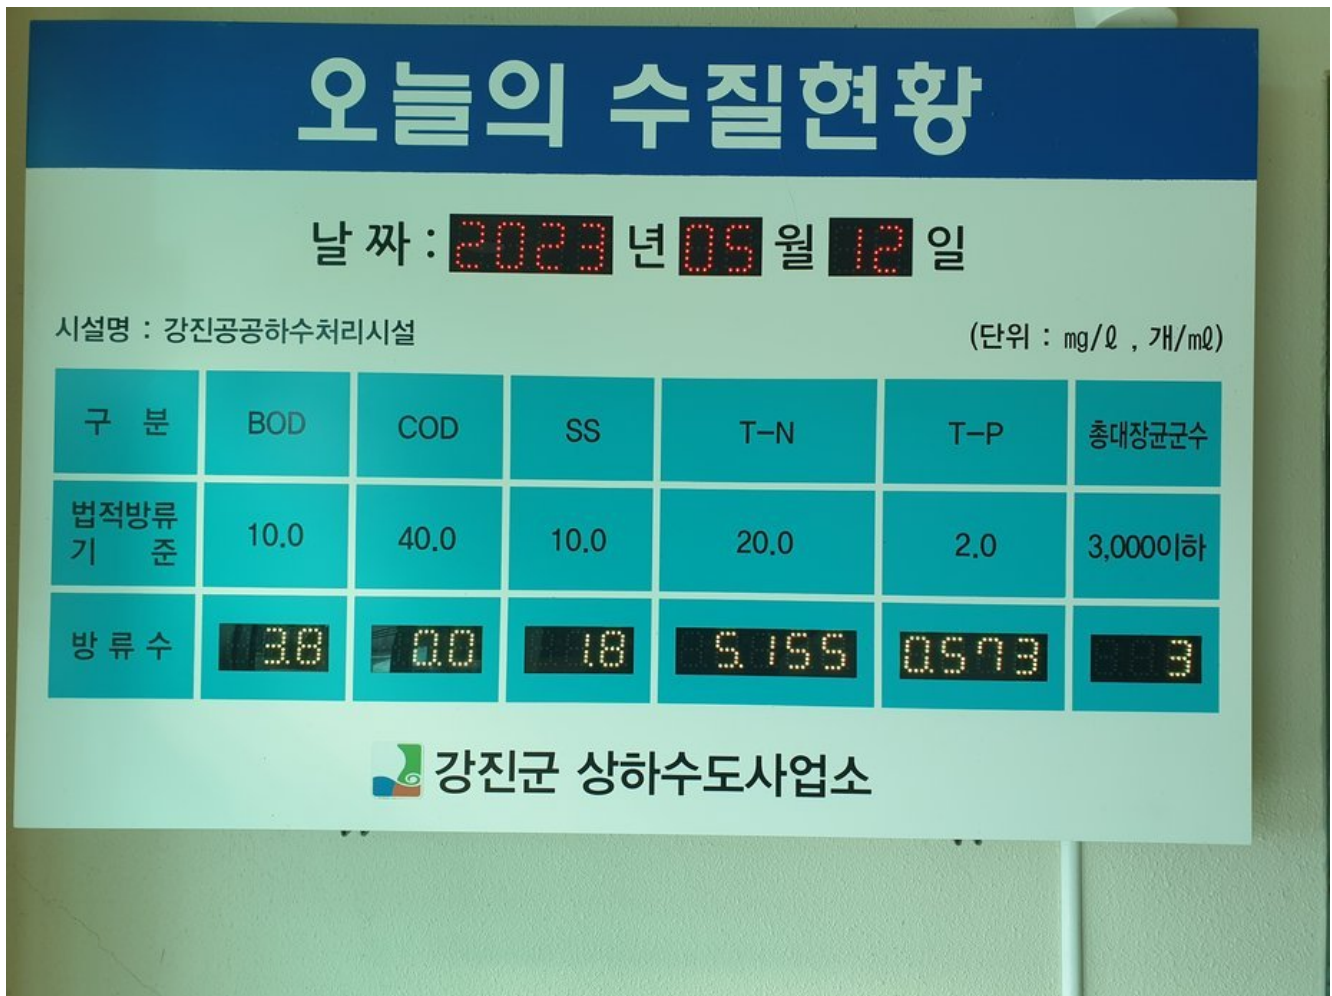 오늘의 수질현황
날 짜 : 2023 년 05 월 12 일
시설명 : 강진공공하수처리시설 (단위 : ㎎/ℓ , 개/㎖)
구 분 BOD COD SS T-N T-P 총대장균군수
법적방류
기 준 10.0 40.0 10.0 20.0 2.0 3,000이하
방 류 수 3.8 0.0 1.8 5.155 0.573 3
강진군 상하수도사업소